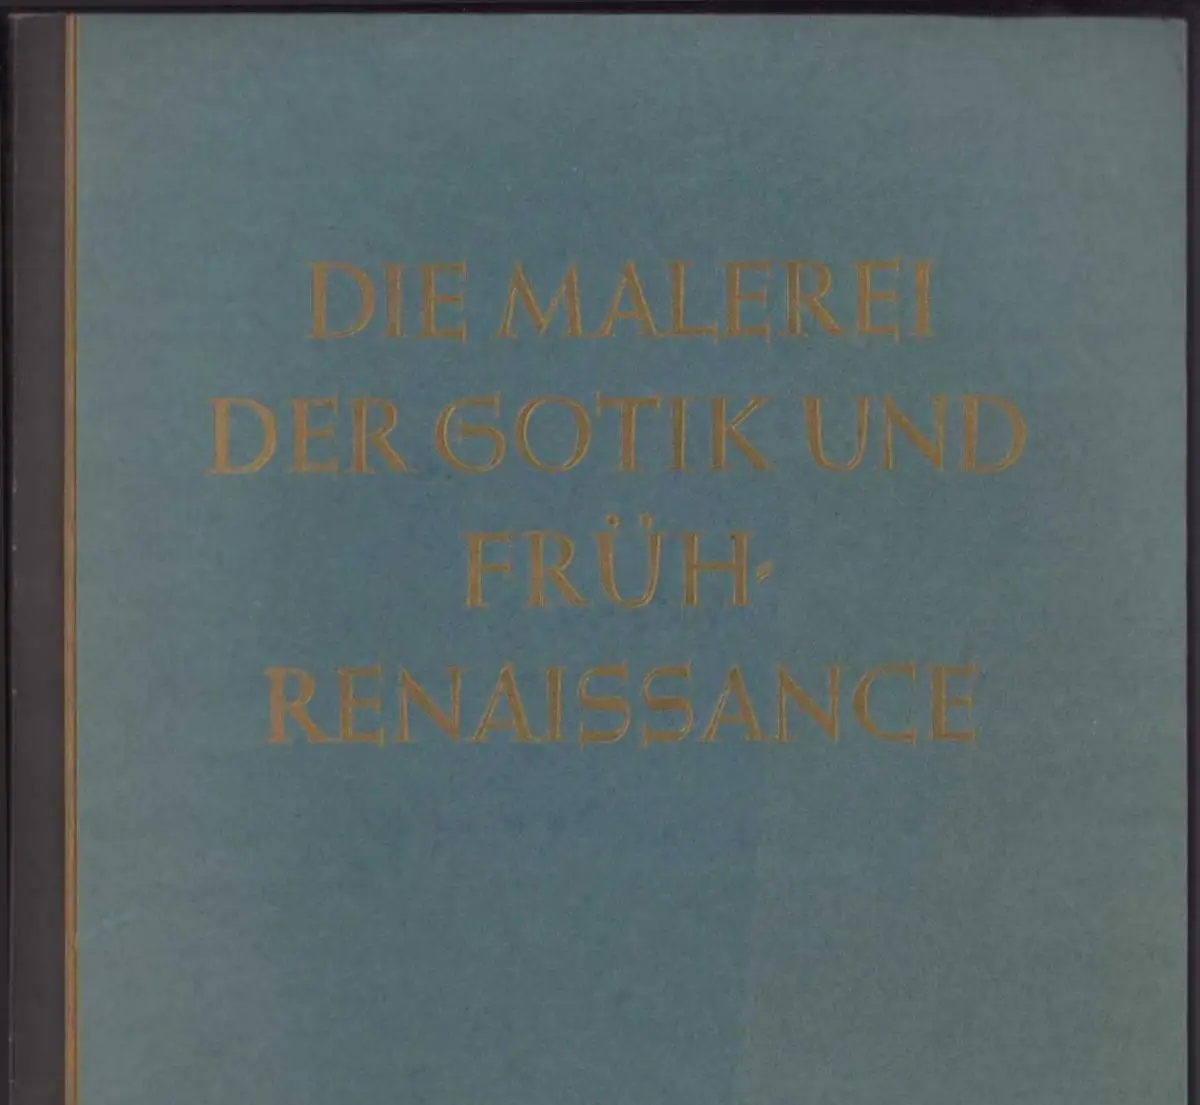 DIE MALEREI
DER GOTIK UND
FRÜH-
RENAISSANCE